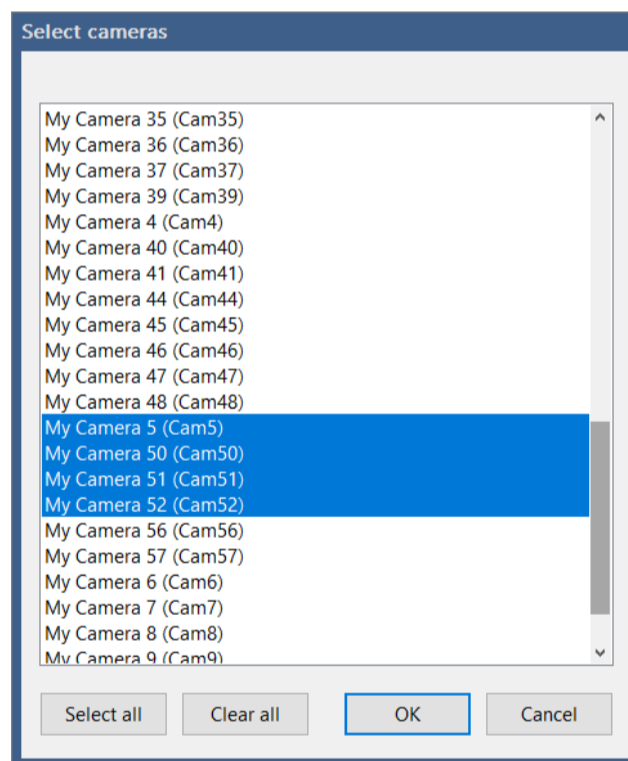 Select cameras
My Camera 35 (Cam35)
My Camera 36 (Cam36)
My Camera 37 (Cam37)
My Camera 39 (Cam39)
My Camera 4 (Cam4)
My Camera 40 (Cam40)
My Camera 41 (Cam41)
My Camera 44 (Cam44)
My Camera 45 (Cam45)
My Camera 46 (Cam46)
My Camera 47 (Cam47)
My Camera 48 (Cam48)
My Camera 5 (Cam5)
My Camera 50 (Cam50)
My Camera 51 (Cam51)
My Camera 52 (Cam52)
My Camera 56 (Cam56)
My Camera 57 (Cam57)
My Camera 6 (Cam6)
My Camera 7 (Cam7)
My Camera 8 (Cam8)
My Camera 9 (Cam9)
Select all Clear all OK Cancel